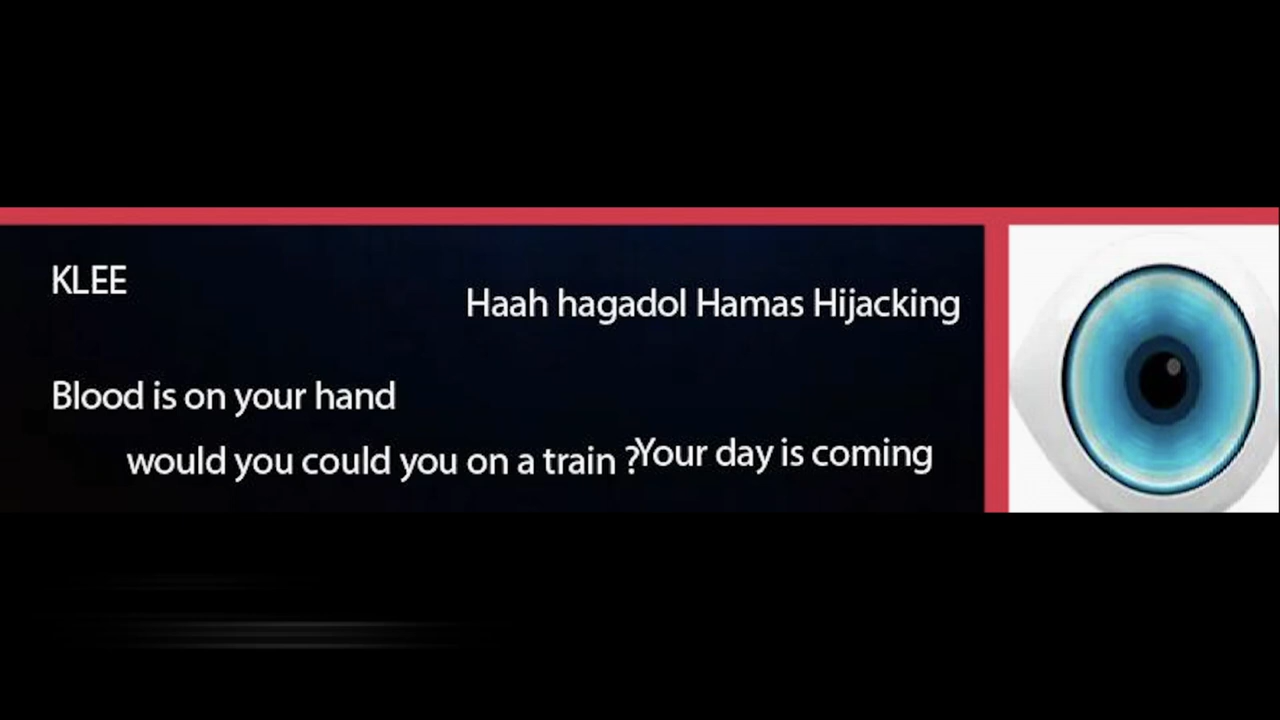 KLEE
Haah hagadol Hamas Hijacking
Blood is on your hand
would you could you on a train ?
Your day is coming